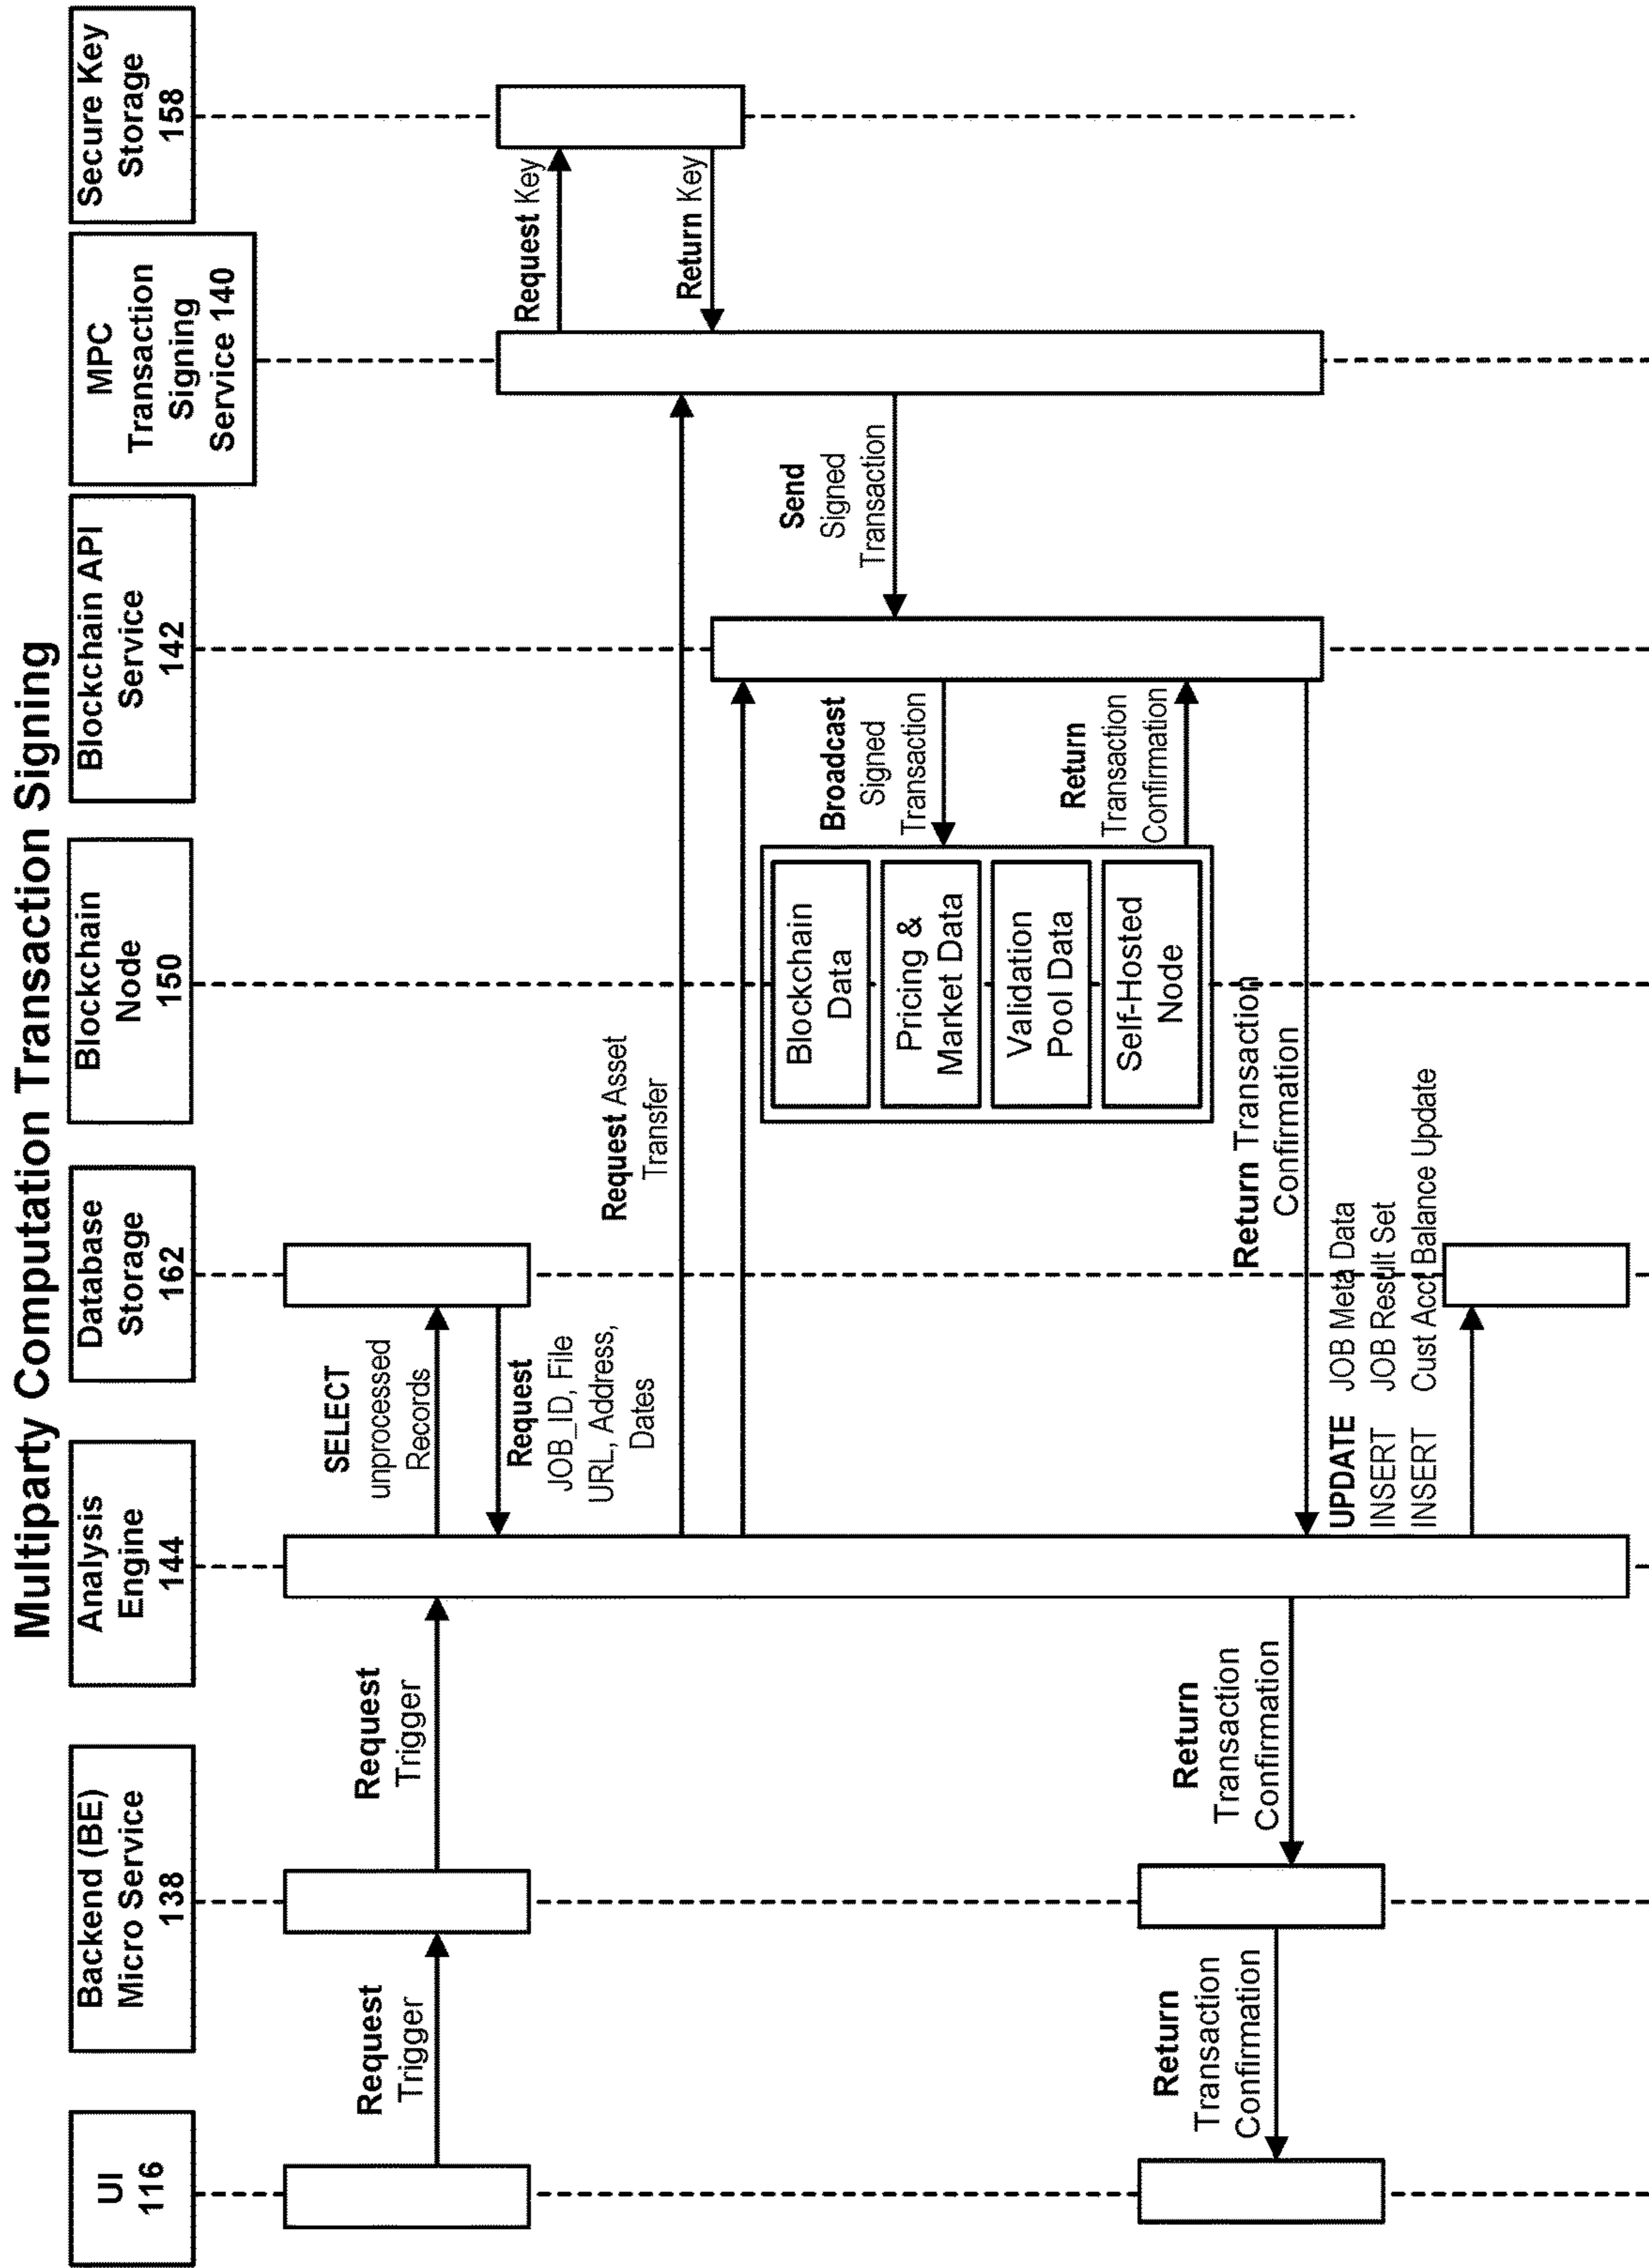 Multiparty Computation Transaction Signing
UI
116
Backend (BE)
Micro Service
138
Analysis
Engine
144
Database
Storage
162
Blockchain
Node
150
Blockchain API
Service
142
MPC
Transaction
Signing
Service 140
Secure Key
Storage
158
Request
Trigger
Request
Trigger
SELECT
unprocessed
Records
Request
JOB_ID, File
URL, Address,
Dates
Request Asset
Transfer
Request Key
Return Key
Send
Signed
Transaction
Broadcast
Signed
Transaction
Blockchain
Data
Pricing &
Market Data
Validation
Pool Data
Self-Hosted
Node
Return
Transaction
Confirmation
Return Transaction
Confirmation
Return
Transaction
Confirmation
Return
Transaction
Confirmation
UPDATE JOB Meta Data
INSERT JOB Result Set
INSERT Cust Acct Balance Update